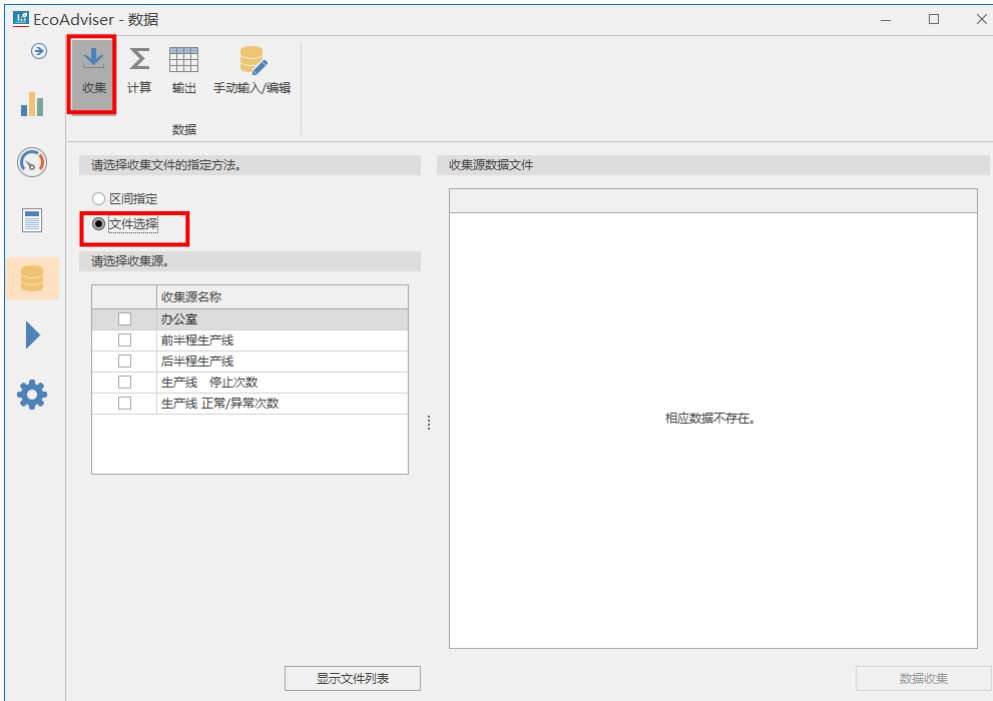 EcoAdviser - 数据
收集
计算
输出
手动输入/编辑
数据
请选择收集文件的指定方法。
区间指定
文件选择
请选择收集源。
收集源名称
办公室
前半程生产线
后半程生产线
生产线 停止次数
生产线 正常/异常次数
显示文件列表
收集源数据文件
相应数据不存在。
数据收集